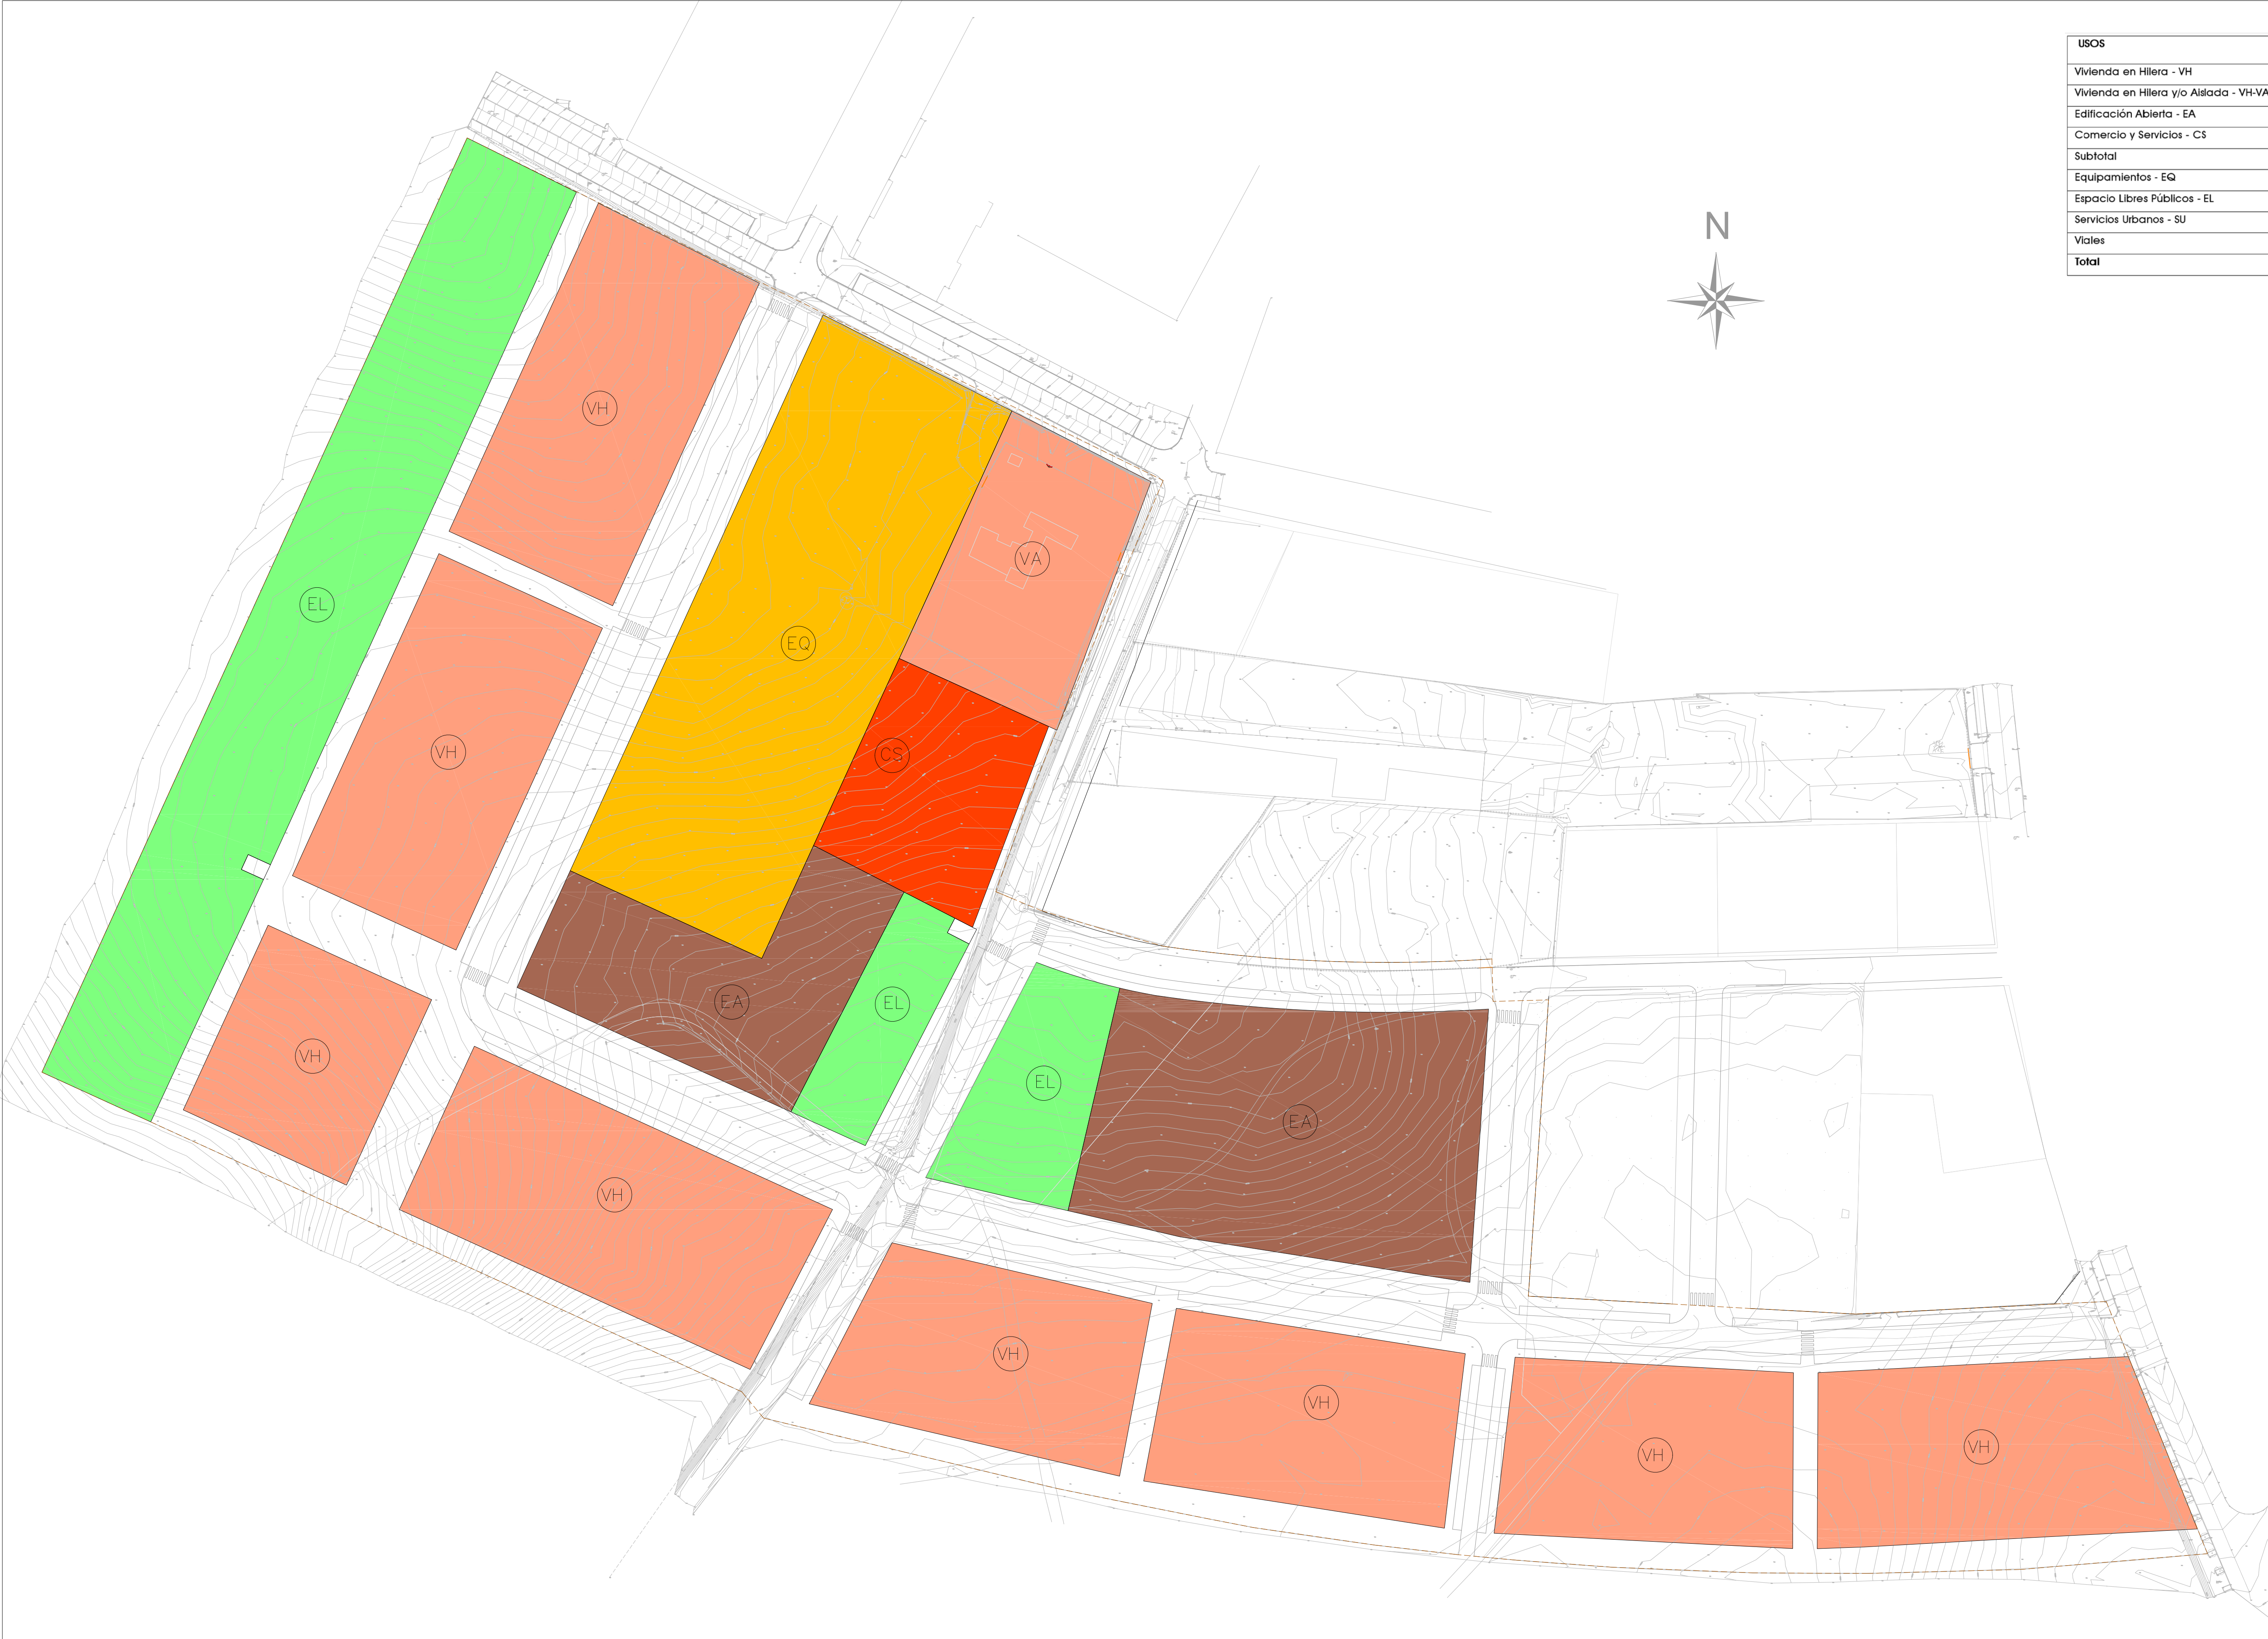 USOS
Vivienda en Hilera - VH
Vivienda en Hilera y/o Aislada - VH-VA
Edificación Abierta - EA
Comercio y Servicios - CS
Subtotal
Equipamientos - EQ
Espacio Libres Públicos - EL
Servicios Urbanos - SU
Viales
Total
N
VH
VA
EL
EQ
VH
CS
EA
EL
VH
EL
EA
VH
VH
VH
VH
VH